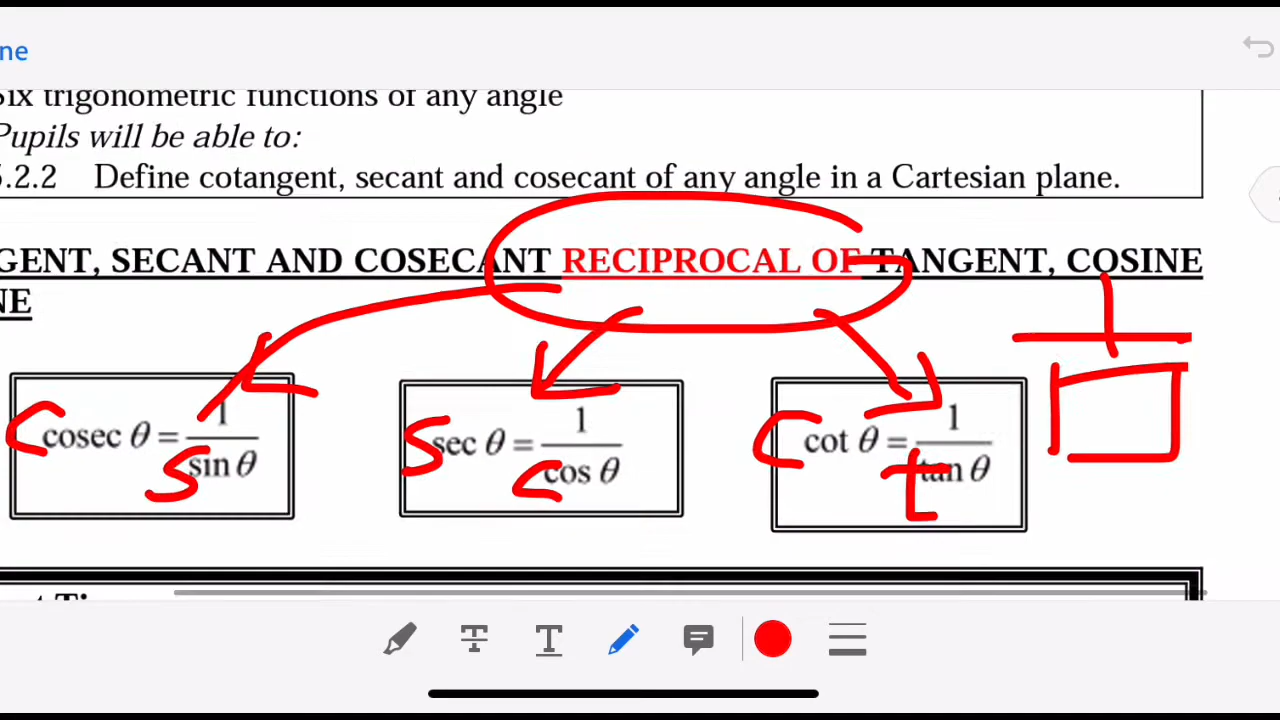 ne
Six trigonometric functions of any angle
Pupils will be able to:
.2.2 Define cotangent, secant and cosecant of any angle in a Cartesian plane.
GENT, SECANT AND COSECANT RECIPROCAL OF TANGENT, COSINE
NE
cosec θ = 1/sin θ
sec θ = 1/cos θ
cot θ = 1/tan θ
C S
S C
C t
1